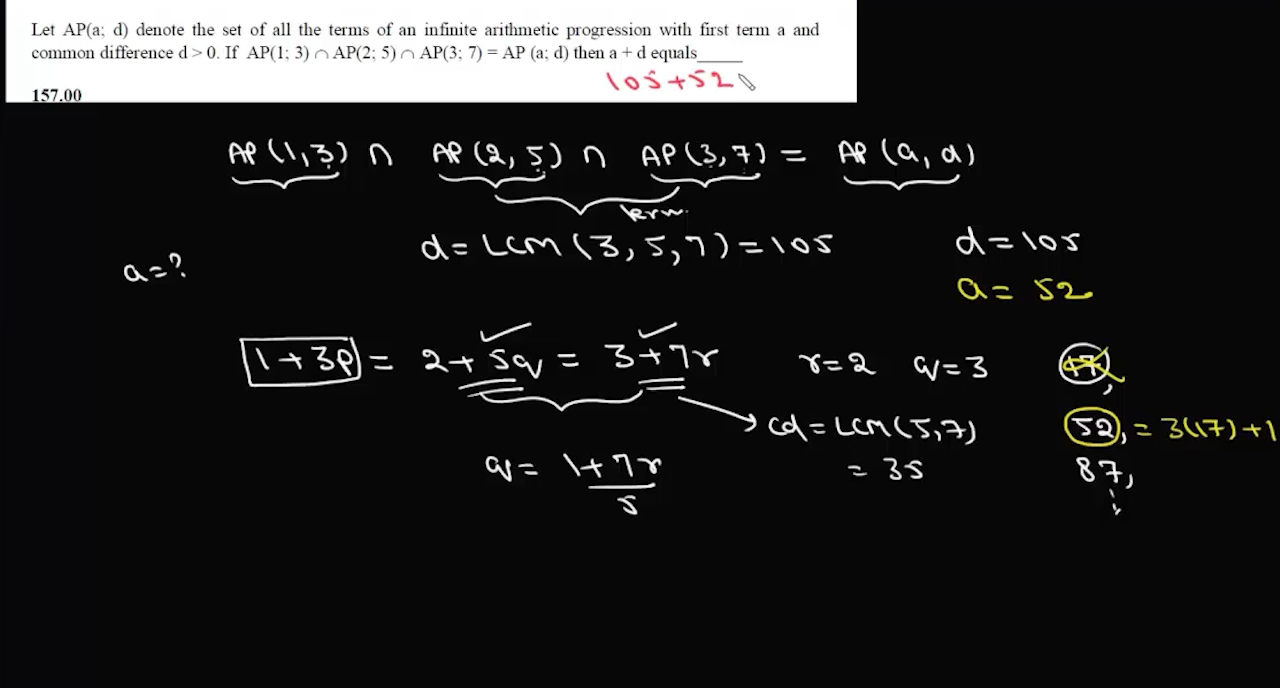 Let AP(a; d) denote the set of all the terms of an infinite arithmetic progression with first term a and
common difference d > 0. If AP(1; 3) ∩ AP(2; 5) ∩ AP(3; 7) = AP (a; d) then a + d equals_____
105+52
157.00
AP (1,3) ∩ AP (2, 5) ∩ AP (3,7) = AP (a, d)
term.
d = LCM (3, 5, 7) = 105 d = 105
a = ? a = 52
1 + 3p = 2 + 5q = 3 + 7r r = 2 q = 3 17,
cd = LCM (5, 7) 52, = 3(17) + 1
q = 1 + 7r = 35 87,
5